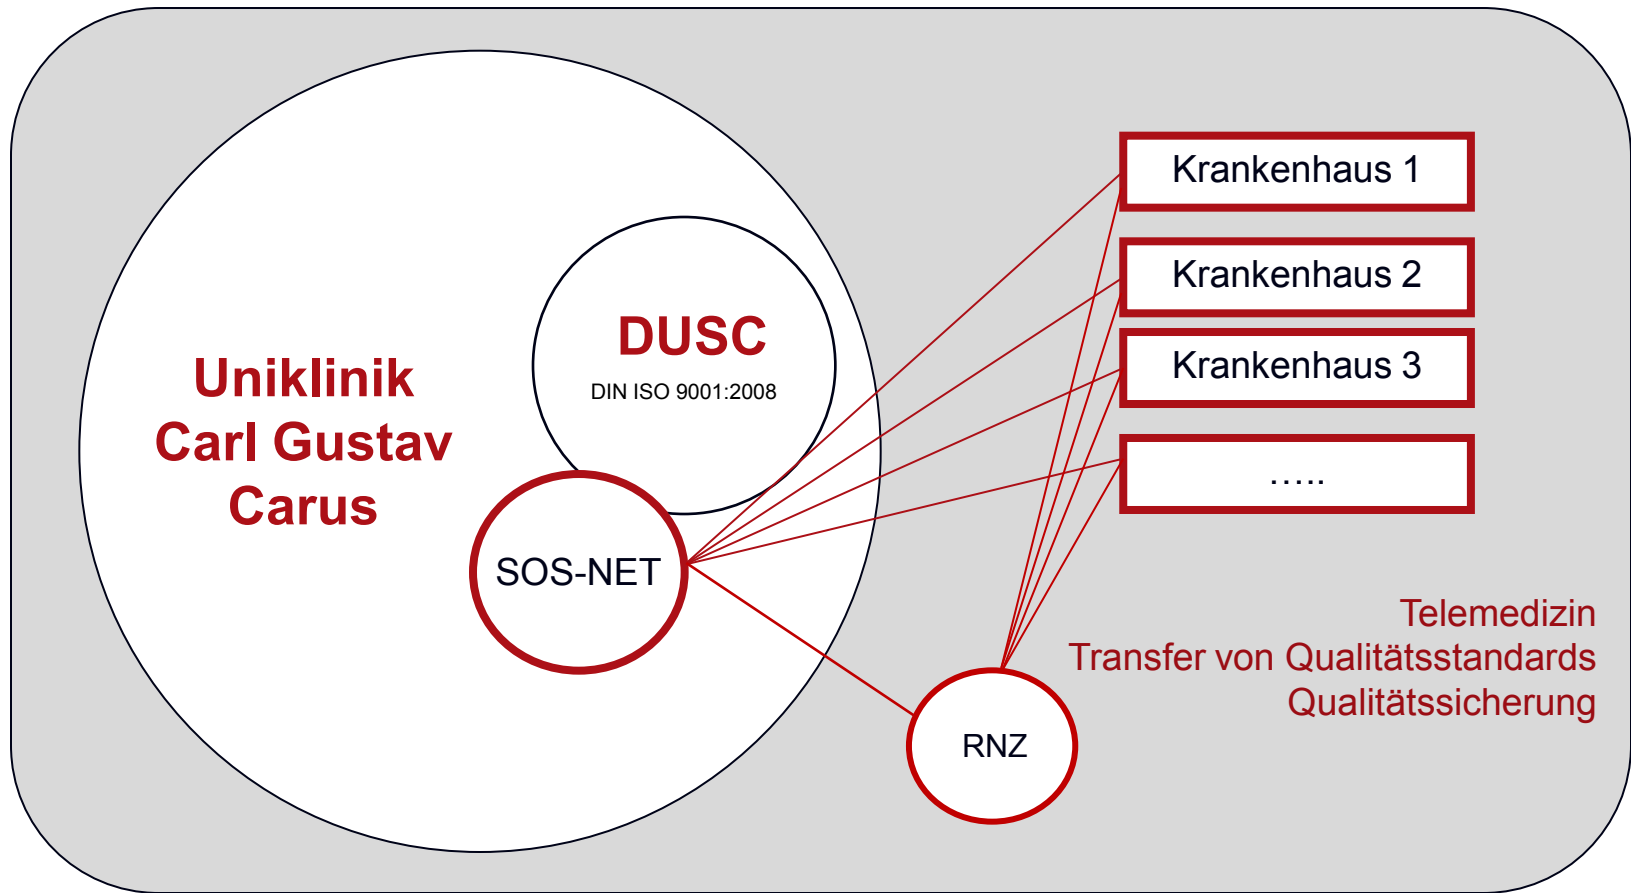 Uniklinik
Carl Gustav
Carus
DUSC
DIN ISO 9001:2008
SOS-NET
RNZ
Krankenhaus 1
Krankenhaus 2
Krankenhaus 3
…..
Telemedizin
Transfer von Qualitätsstandards
Qualitätssicherung